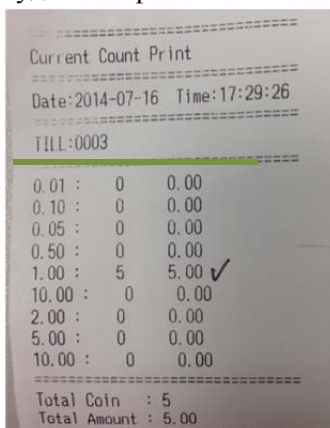 Current Count Print
Date:2014-07-16 Time:17:29:26
TILL:0003
0.01 : 0 0.00
0.10 : 0 0.00
0.05 : 0 0.00
0.50 : 0 0.00
1.00 : 5 5.00 ✓
10.00 : 0 0.00
2.00 : 0 0.00
5.00 : 0 0.00
10.00 : 0 0.00
Total Coin : 5
Total Amount : 5.00